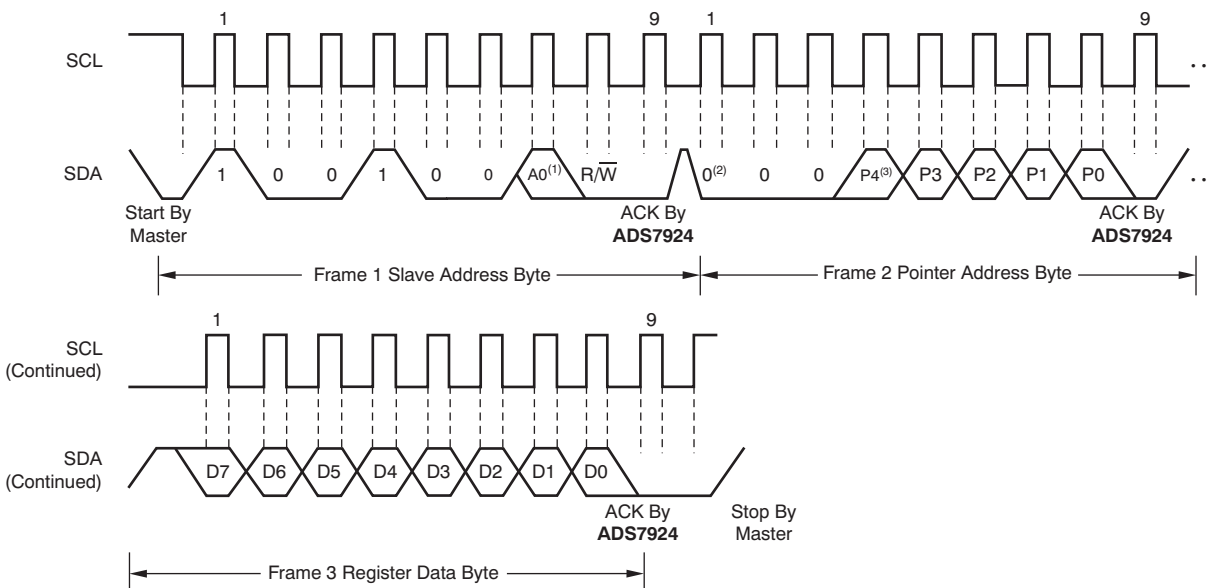 1 9 1 9
SCL
SDA
1 0 0 1 0 0 A0(1) R/W̅ 0(2) 0 0 P4(3) P3 P2 P1 P0
Start By
Master
ACK By
ADS7924
ACK By
ADS7924
Frame 1 Slave Address Byte
Frame 2 Pointer Address Byte
1 9
SCL
(Continued)
SDA
(Continued)
D7 D6 D5 D4 D3 D2 D1 D0
ACK By
ADS7924
Stop By
Master
Frame 3 Register Data Byte